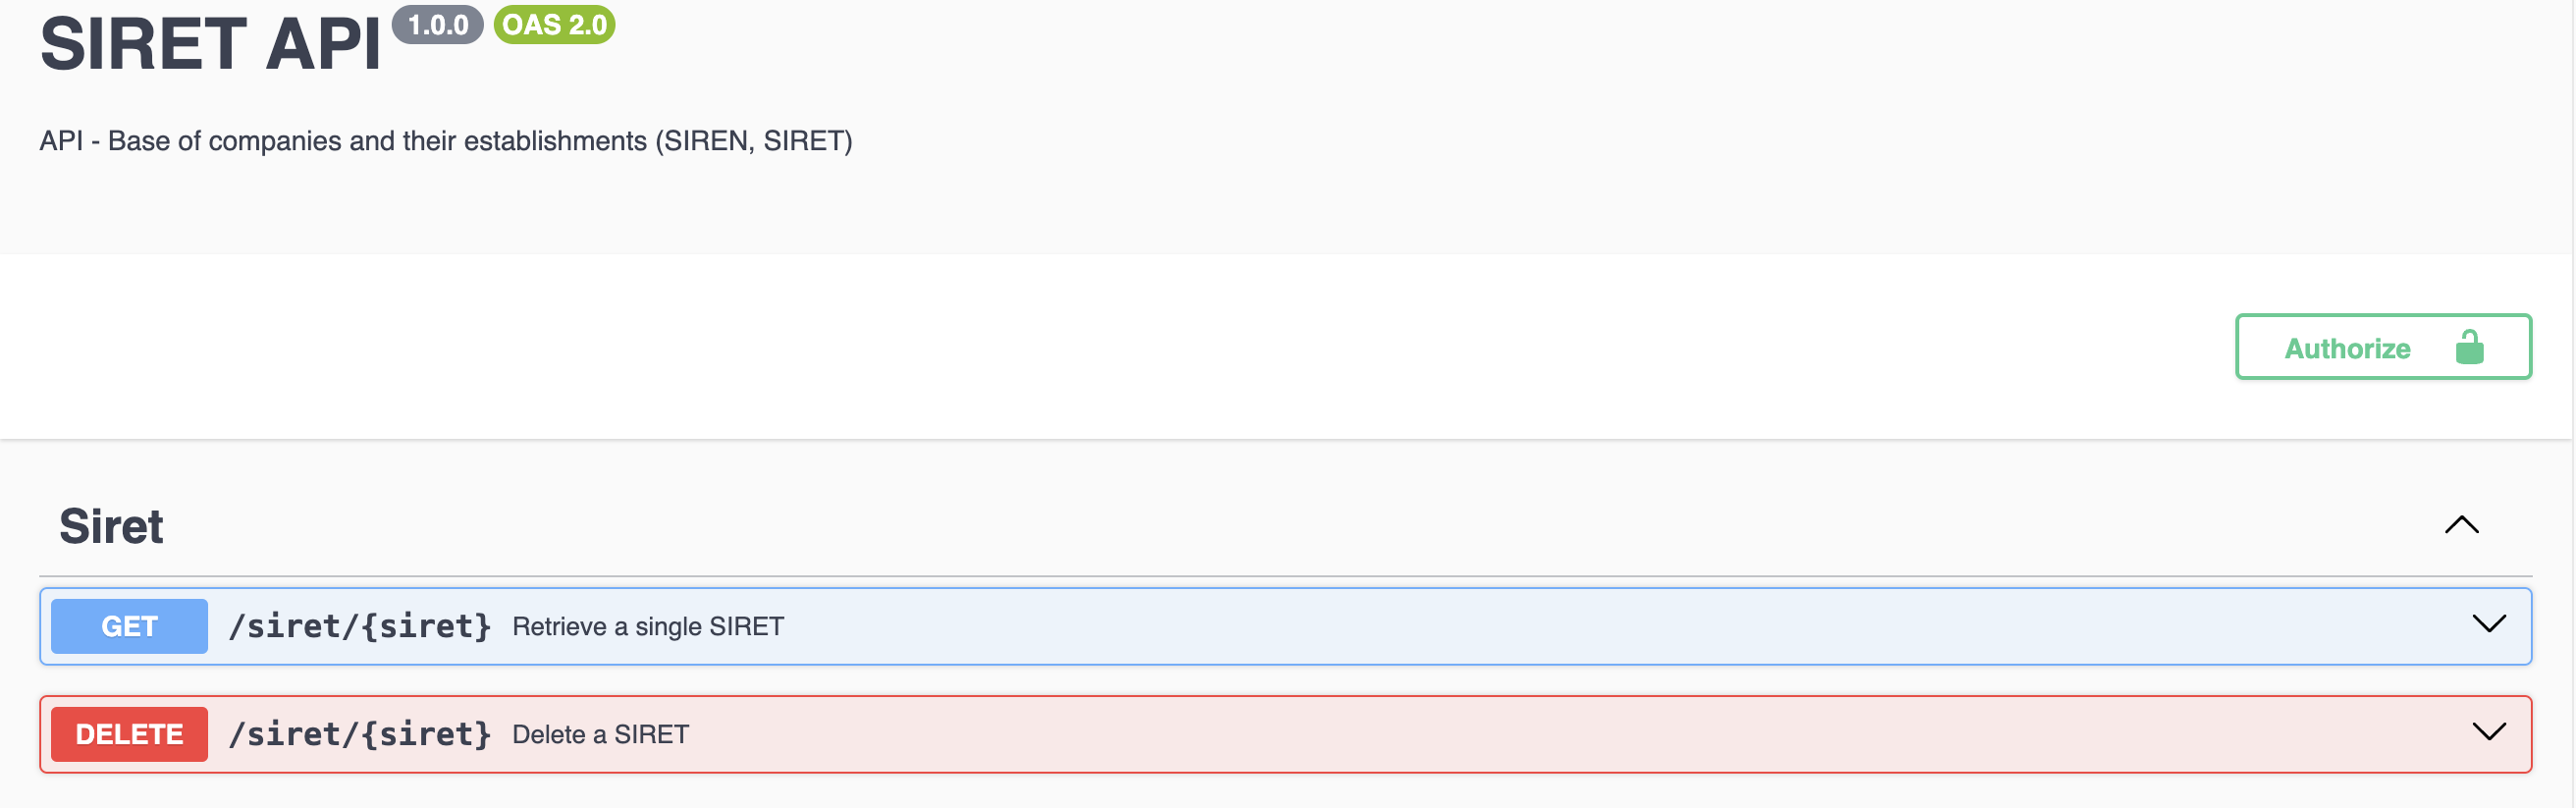 SIRET API 1.0.0 OAS 2.0
API - Base of companies and their establishments (SIREN, SIRET)
Authorize
Siret
GET /siret/{siret} Retrieve a single SIRET
DELETE /siret/{siret} Delete a SIRET